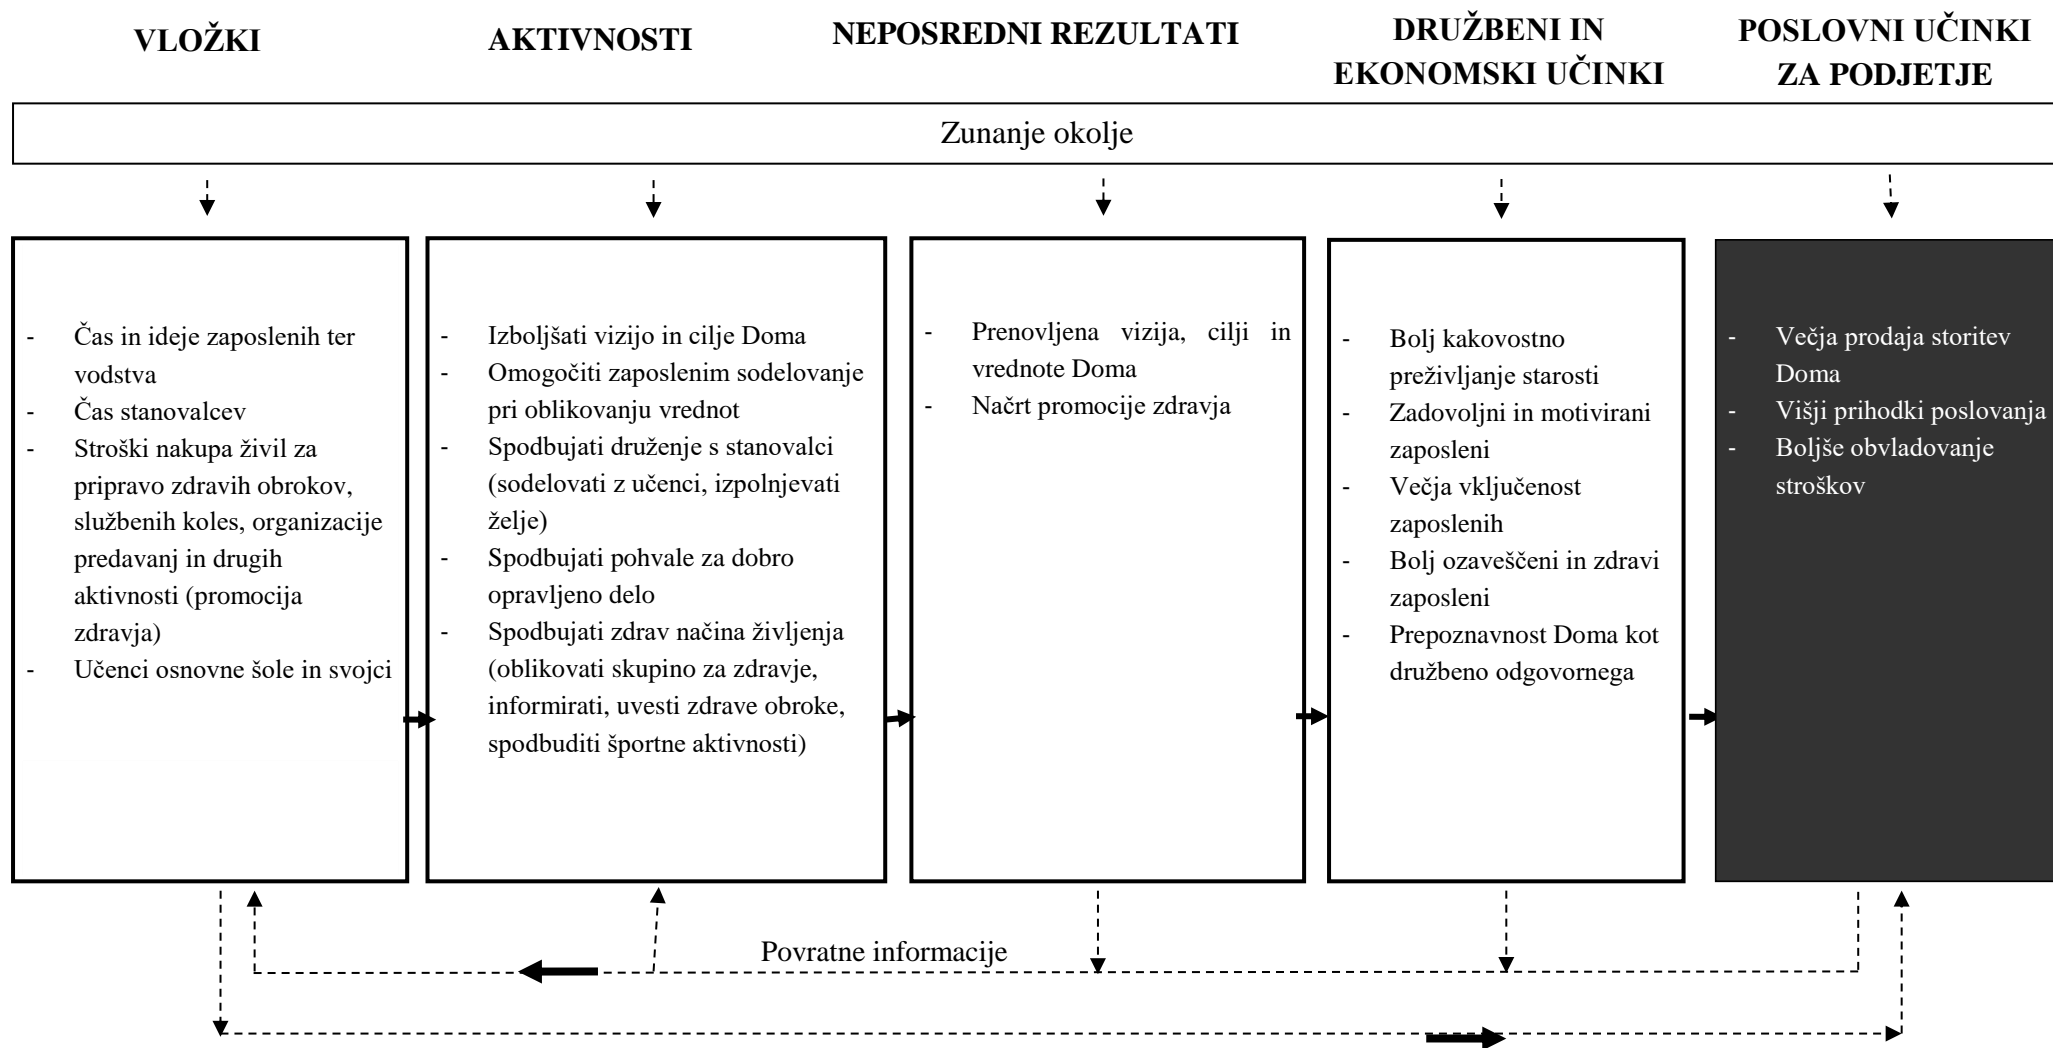 VLOŽKI
AKTIVNOSTI
NEPOSREDNI REZULTATI
DRUŽBENI IN
EKONOMSKI UČINKI
POSLOVNI UČINKI
ZA PODJETJE
Zunanje okolje
- Čas in ideje zaposlenih ter
vodstva
- Čas stanovalcev
- Stroški nakupa živil za
pripravo zdravih obrokov,
službenih koles, organizacije
predavanj in drugih
aktivnosti (promocija
zdravja)
- Učenci osnovne šole in svojci
- Izboljšati vizijo in cilje Doma
- Omogočiti zaposlenim sodelovanje
pri oblikovanju vrednot
- Spodbujati druženje s stanovalci
(sodelovati z učenci, izpolnjevati
želje)
- Spodbujati pohvale za dobro
opravljeno delo
- Spodbujati zdrav načina življenja
(oblikovati skupino za zdravje,
informirati, uvesti zdrave obroke,
spodbuditi športne aktivnosti)
- Prenovljena vizija, cilji in
vrednote Doma
- Načrt promocije zdravja
- Bolj kakovostno
preživljanje starosti
- Zadovoljni in motivirani
zaposleni
- Večja vključenost
zaposlenih
- Bolj ozaveščeni in zdravi
zaposleni
- Prepoznavnost Doma kot
družbeno odgovornega
- Večja prodaja storitev
Doma
- Višji prihodki poslovanja
- Boljše obvladovanje
stroškov
Povratne informacije